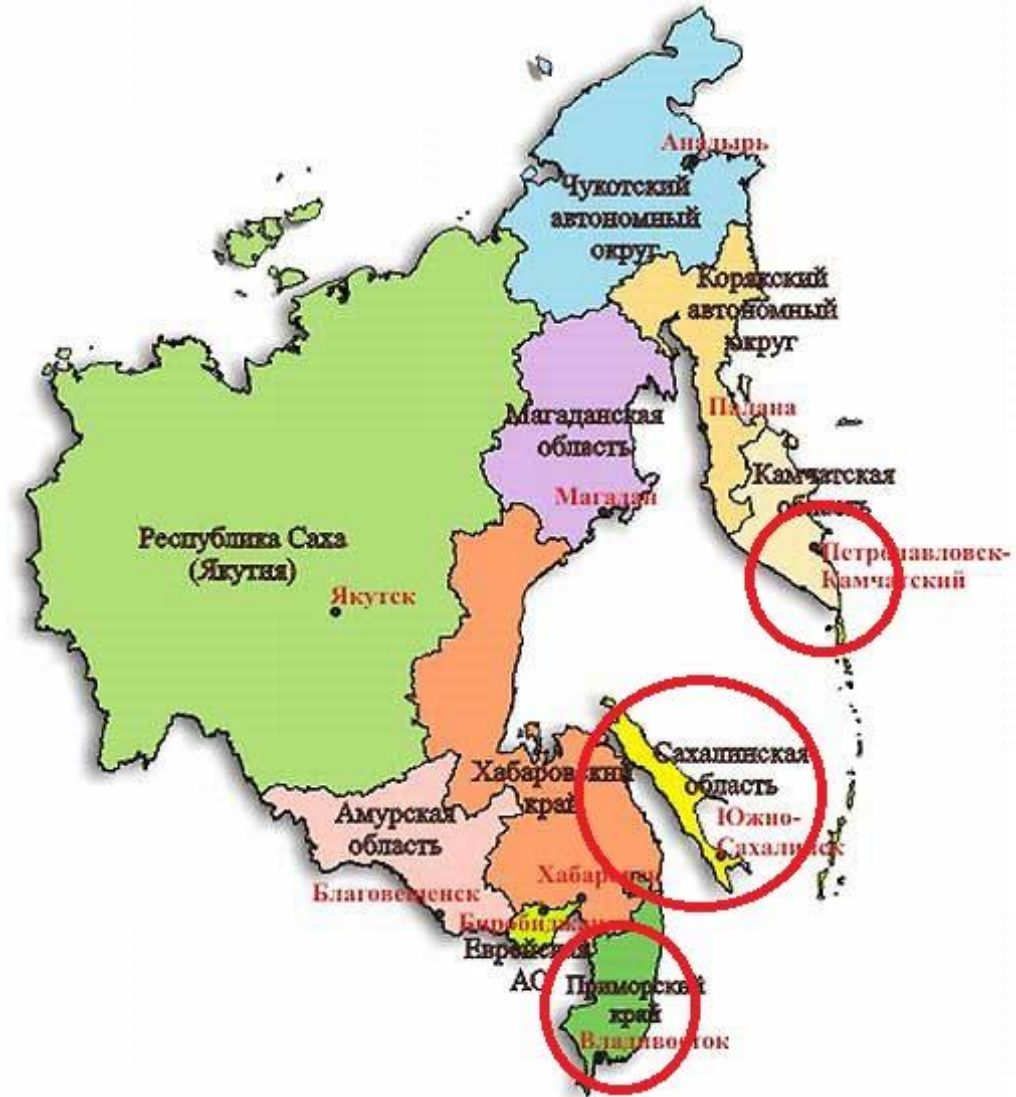 Анадырь
Чукотский
автономный
округ
Корякский
автономный
округ
Палана
Магаданская
область
Магадан
Камчатская
область
Петропавловск-
Камчатский
Республика Саха
(Якутия)
Якутск
Сахалинская
область
Южно-
Сахалинск
Хабаровский
край
Амурская
область
Хабаровск
Благовещенск
Биробиджан
Еврейская
АО
Приморский
край
Владивосток